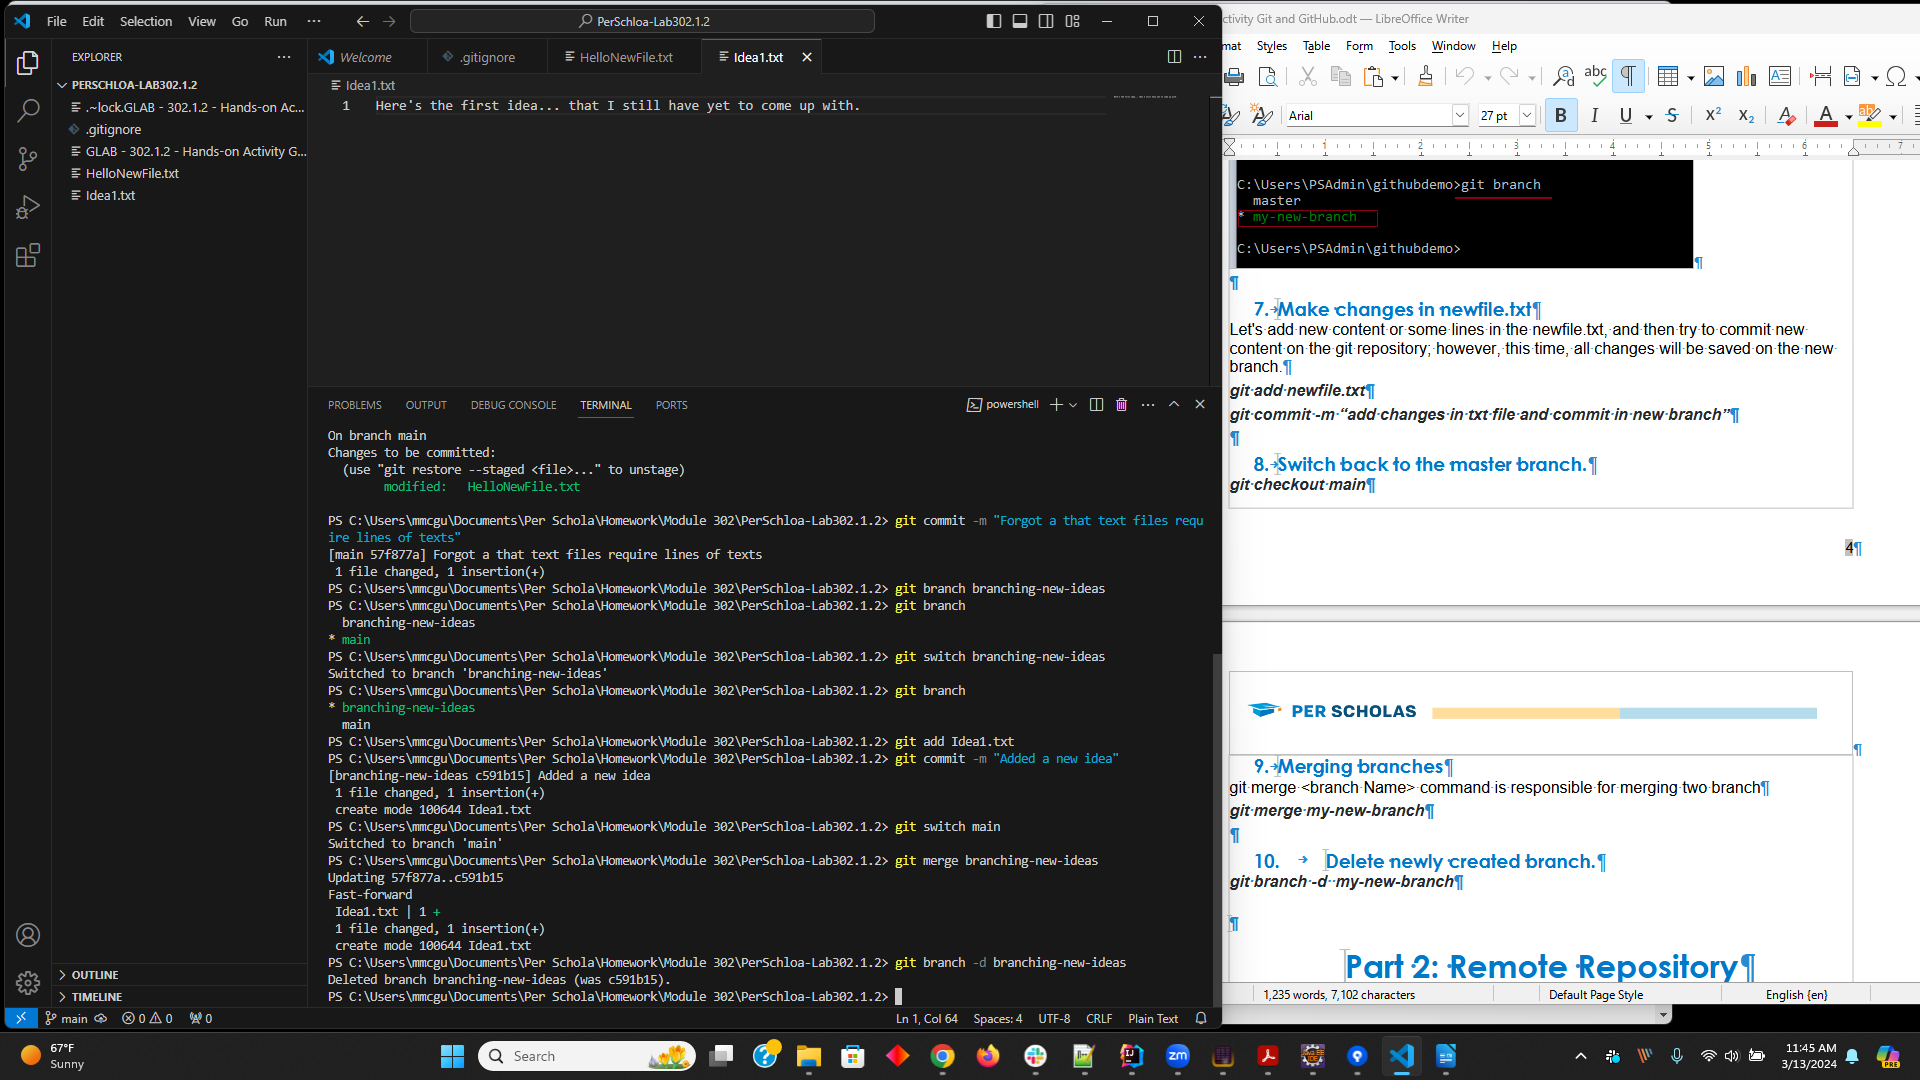 File Edit Selection View Go Run ···
PerSchloa-Lab302.1.2
EXPLORER
PERSCHLOA-LAB302.1.2
.~lock.GLAB - 302.1.2 - Hands-on Ac...
.gitignore
GLAB - 302.1.2 - Hands-on Activity G...
HelloNewFile.txt
Idea1.txt
OUTLINE
TIMELINE
Welcome
.gitignore
HelloNewFile.txt
Idea1.txt
Idea1.txt
1 Here's the first idea... that I still have yet to come up with.
PROBLEMS OUTPUT DEBUG CONSOLE TERMINAL PORTS
powershell
On branch main
Changes to be committed:
(use "git restore --staged <file>..." to unstage)
modified: HelloNewFile.txt
PS C:\Users\mmcgu\Documents\Per Schola\Homework\Module 302\PerSchloa-Lab302.1.2> git commit -m "Forgot a that text files requ
ire lines of texts"
[main 57f877a] Forgot a that text files require lines of texts
1 file changed, 1 insertion(+)
PS C:\Users\mmcgu\Documents\Per Schola\Homework\Module 302\PerSchloa-Lab302.1.2> git branch branching-new-ideas
PS C:\Users\mmcgu\Documents\Per Schola\Homework\Module 302\PerSchloa-Lab302.1.2> git branch
branching-new-ideas
* main
PS C:\Users\mmcgu\Documents\Per Schola\Homework\Module 302\PerSchloa-Lab302.1.2> git switch branching-new-ideas
Switched to branch 'branching-new-ideas'
PS C:\Users\mmcgu\Documents\Per Schola\Homework\Module 302\PerSchloa-Lab302.1.2> git branch
* branching-new-ideas
main
PS C:\Users\mmcgu\Documents\Per Schola\Homework\Module 302\PerSchloa-Lab302.1.2> git add Idea1.txt
PS C:\Users\mmcgu\Documents\Per Schola\Homework\Module 302\PerSchloa-Lab302.1.2> git commit -m "Added a new idea"
[branching-new-ideas c591b15] Added a new idea
1 file changed, 1 insertion(+)
create mode 100644 Idea1.txt
PS C:\Users\mmcgu\Documents\Per Schola\Homework\Module 302\PerSchloa-Lab302.1.2> git switch main
Switched to branch 'main'
PS C:\Users\mmcgu\Documents\Per Schola\Homework\Module 302\PerSchloa-Lab302.1.2> git merge branching-new-ideas
Updating 57f877a..c591b15
Fast-forward
Idea1.txt | 1 +
1 file changed, 1 insertion(+)
create mode 100644 Idea1.txt
PS C:\Users\mmcgu\Documents\Per Schola\Homework\Module 302\PerSchloa-Lab302.1.2> git branch -d branching-new-ideas
Deleted branch branching-new-ideas (was c591b15).
PS C:\Users\mmcgu\Documents\Per Schola\Homework\Module 302\PerSchloa-Lab302.1.2>
main 0 0 0
Ln 1, Col 64 Spaces: 4 UTF-8 CRLF Plain Text
ctivity Git and GitHub.odt — LibreOffice Writer
mat Styles Table Form Tools Window Help
Arial 27 pt
1 2 3 4 5 6 7
C:\Users\PSAdmin\githubdemo>git branch
master
* my-new-branch
C:\Users\PSAdmin\githubdemo>
7. Make changes in newfile.txt¶
Let's add new content or some lines in the newfile.txt, and then try to commit new
content on the git repository; however, this time, all changes will be saved on the new
branch.¶
git add newfile.txt¶
git commit -m “add changes in txt file and commit in new branch”¶
8. Switch back to the master branch.¶
git checkout main¶
4¶
PER SCHOLAS
9. Merging branches¶
git merge <branch Name> command is responsible for merging two branch¶
git merge my-new-branch¶
10. Delete newly created branch.¶
git branch -d my-new-branch¶
Part 2: Remote Repository¶
1,235 words, 7,102 characters Default Page Style English {en}
67°F
Sunny
Search
11:45 AM
3/13/2024